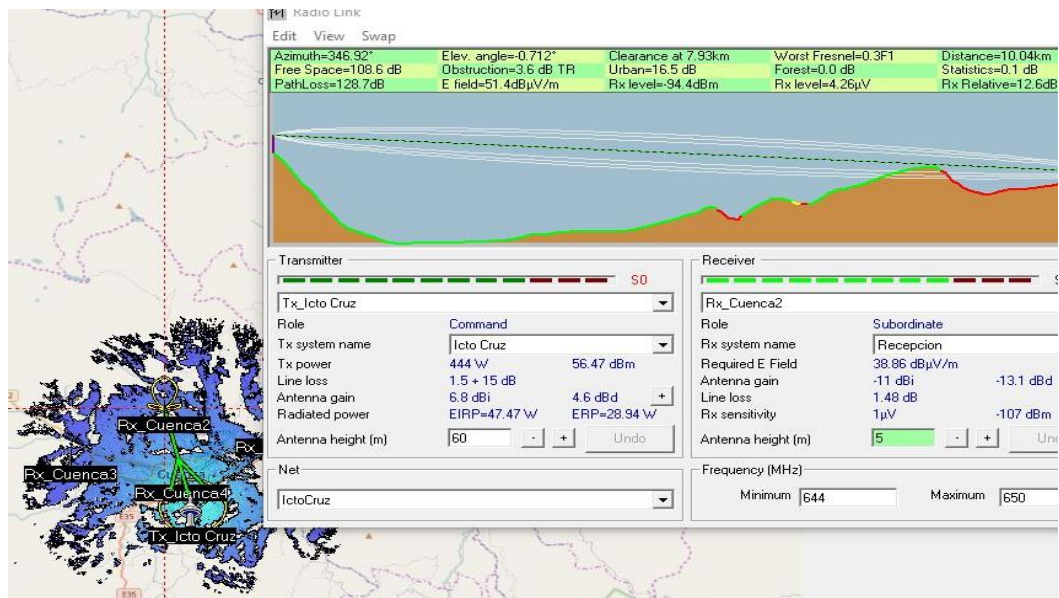 Radio Link
Edit View Swap
Azimuth=346.92° Elev. angle=-0.712° Clearance at 7.93km Worst Fresnel=0.3F1 Distance=10.04km
Free Space=108.6 dB Obstruction=3.6 dB TR Urban=16.5 dB Forest=0.0 dB Statistics=0.1 dB
PathLoss=128.7dB E field=51.4dBµV/m Rx level=-94.4dBm Rx level=4.26µV Rx Relative=12.6dB
Transmitter
S0
Tx_Icto Cruz
Role Command
Tx system name Icto Cruz
Tx power 444 W 56.47 dBm
Line loss 1.5 + 15 dB
Antenna gain 6.8 dBi 4.6 dBd +
Radiated power EIRP=47.47 W ERP=28.94 W
Antenna height (m) 60 - + Undo
Net
IctoCruz
Receiver
S
Rx_Cuenca2
Role Subordinate
Rx system name Recepcion
Required E Field 38.86 dBµV/m
Antenna gain -11 dBi -13.1 dBd
Line loss 1.48 dB
Rx sensitivity 1µV -107 dBm
Antenna height (m) 5 - + Undo
Frequency (MHz)
Minimum 644 Maximum 650
Rx_Cuenca2
Rx_
Rx_Cuenca3
Rx_Cuenca4
Tx_Icto Cruz
E35
E35